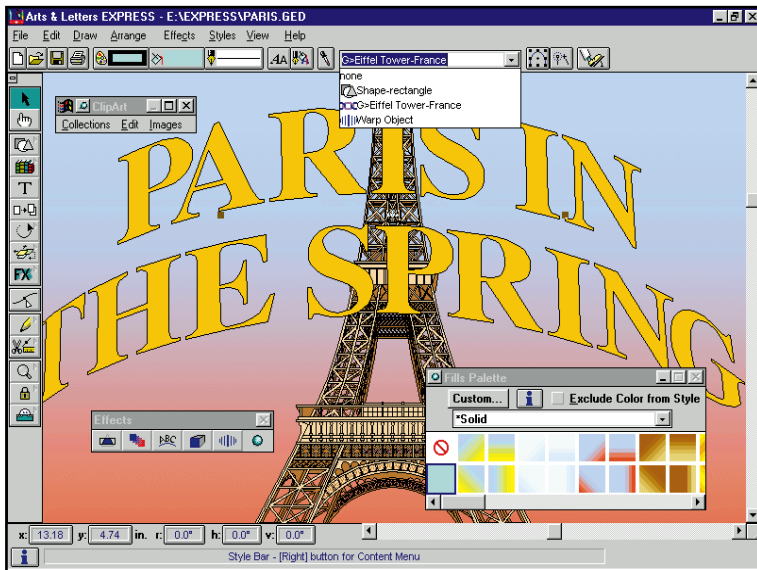 Arts & Letters EXPRESS - E:\EXPRESS\PARIS.GED
File Edit Draw Arrange Effects Styles View Help
AA
G>Eiffel Tower-France
none
Shape-rectangle
G>Eiffel Tower-France
Warp Object
ClipArt
Collections Edit Images
T
FX
PARIS IN
THE SPRING
Fills Palette
Custom... i Exclude Color from Style
*Solid
Effects
ABC
x: 13.18 y: 4.74 in. r: 0.0° h: 0.0° v: 0.0°
i Style Bar - [Right] button for Content Menu